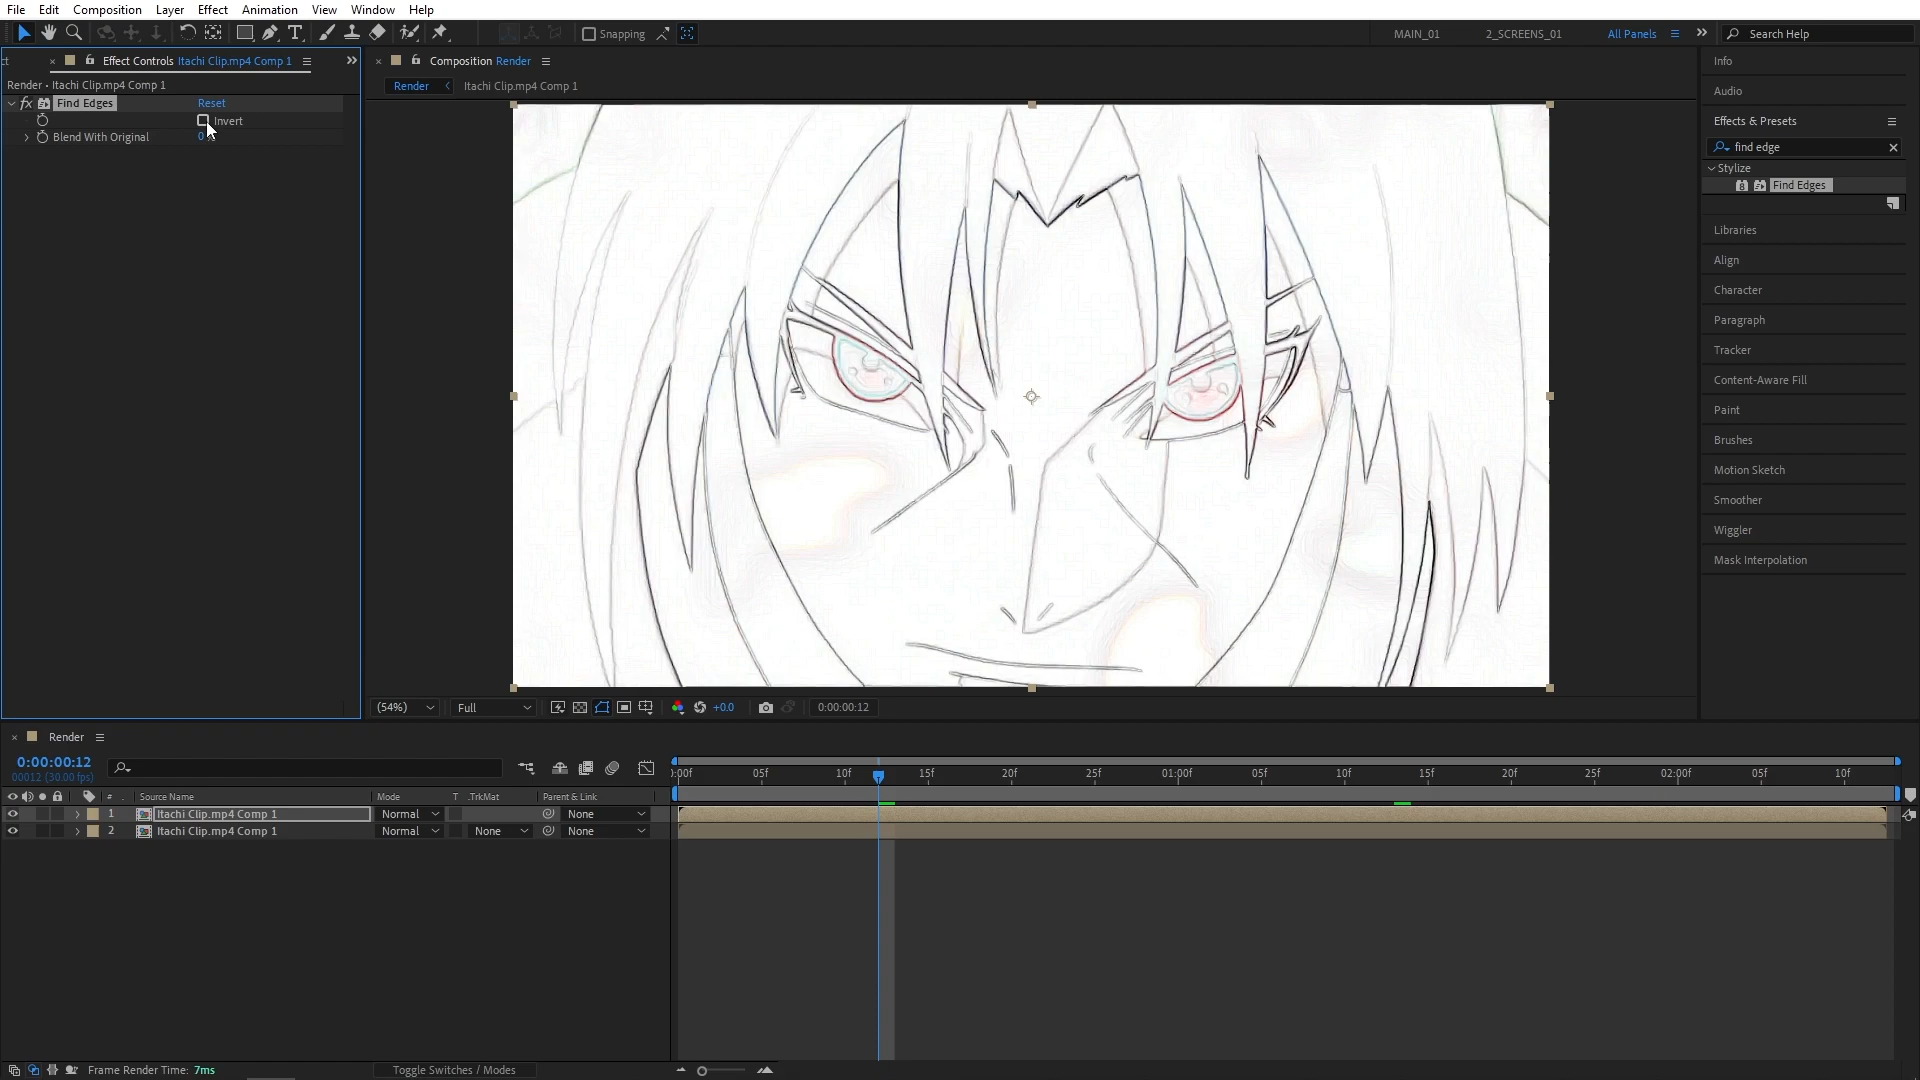 File Edit Composition Layer Effect Animation View Window Help
Snapping
MAIN_01 2_SCREENS_01 All Panels Search Help
Effect Controls Itachi Clip.mp4 Comp 1
Composition Render
Info
Render • Itachi Clip.mp4 Comp 1
Render Itachi Clip.mp4 Comp 1
Audio
fx Find Edges Reset
Invert
Effects & Presets
Blend With Original
find edge
Stylize
Find Edges
Libraries
Align
Character
Paragraph
Tracker
Content-Aware Fill
Paint
Brushes
Motion Sketch
Smoother
Wiggler
Mask Interpolation
(54%) Full +0.0 0:00:00:12
Render
0:00:00:12
00012 (30.00 fps)
:00f 05f 10f 15f 20f 25f 01:00f 05f 10f 15f 20f 25f 02:00f 05f 10f
# Source Name Mode T .TrkMat Parent & Link
1 Itachi Clip.mp4 Comp 1 Normal None
2 Itachi Clip.mp4 Comp 1 Normal None None
Frame Render Time: 7ms Toggle Switches / Modes